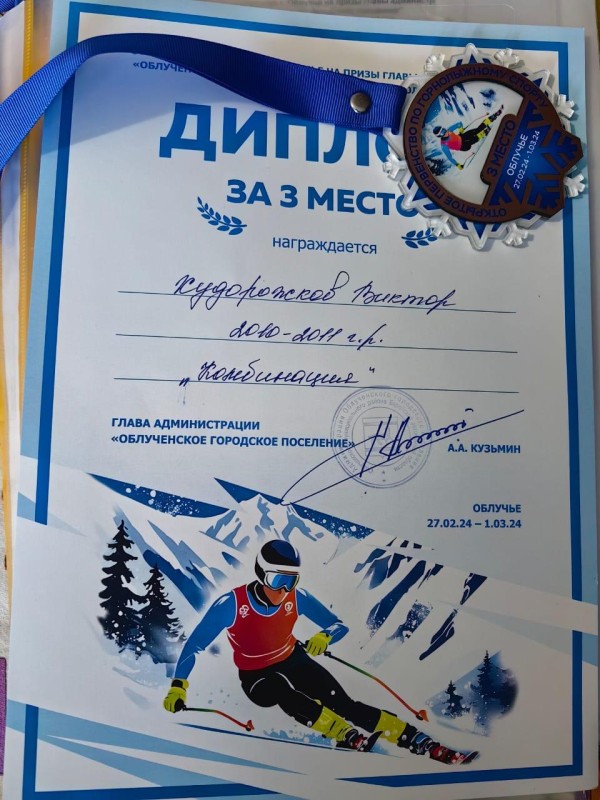 НА ПРИЗЫ ГЛАВЫ
«ОБЛУЧЕН
ДИПЛО
ЗА 3 МЕСТО
награждается
Худорожков Виктор
2010-2011 г.р.
„Комбинация"
ГЛАВА АДМИНИСТРАЦИИ
«ОБЛУЧЕНСКОЕ ГОРОДСКОЕ ПОСЕЛЕНИЕ»
А.А. КУЗЬМИН
ОБЛУЧЬЕ
27.02.24 – 1.03.24
ОТКРЫТОЕ ПЕРВЕНСТВО ПО ГОРНОЛЫЖНОМУ СПОРТУ
3 МЕСТО
ОБЛУЧЬЕ
27.02.24 - 1.03.24